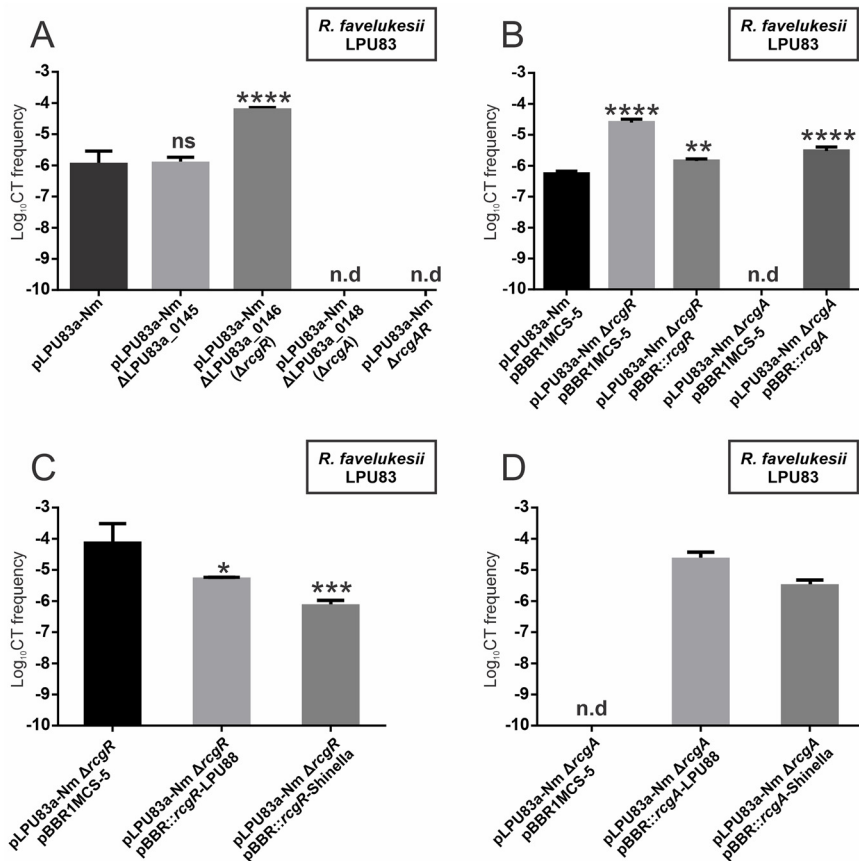 A
R. favelukesii
LPU83
Log₁₀CT frequency
-3
-4
-5
-6
-7
-8
-9
-10
ns
****
n.d
n.d
pLPU83a-Nm
pLPU83a-Nm
ΔLPU83a_0145
pLPU83a-Nm
ΔLPU83a_0146
(ΔrcgR)
pLPU83a-Nm
ΔLPU83a_0148
(ΔrcgA)
pLPU83a-Nm
ΔrcgAR
B
R. favelukesii
LPU83
Log₁₀CT frequency
-3
-4
-5
-6
-7
-8
-9
-10
****
**
n.d
****
pLPU83a-Nm
pBBR1MCS-5
pLPU83a-Nm ΔrcgR
pBBR1MCS-5
pLPU83a-Nm ΔrcgR
pBBR::rcgR
pLPU83a-Nm ΔrcgA
pBBR1MCS-5
pLPU83a-Nm ΔrcgA
pBBR::rcgA
C
R. favelukesii
LPU83
Log₁₀CT frequency
-3
-4
-5
-6
-7
-8
-9
-10
*
***
pLPU83a-Nm ΔrcgR
pBBR1MCS-5
pLPU83a-Nm ΔrcgR
pBBR::rcgR-LPU88
pLPU83a-Nm ΔrcgR
pBBR::rcgR-Shinella
D
R. favelukesii
LPU83
Log₁₀CT frequency
-3
-4
-5
-6
-7
-8
-9
-10
n.d
pLPU83a-Nm ΔrcgA
pBBR1MCS-5
pLPU83a-Nm ΔrcgA
pBBR::rcgA-LPU88
pLPU83a-Nm ΔrcgA
pBBR::rcgA-Shinella